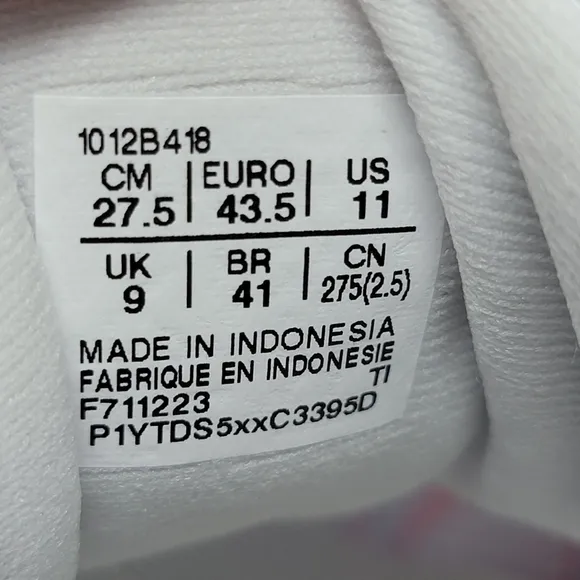 1012B418
CM | EURO | US
27.5 | 43.5 | 11
UK | BR | CN
9 | 41 | 275(2.5)
MADE IN INDONESIA
FABRIQUE EN INDONESIE
F711223 TI
P1YTDS5xxC3395D